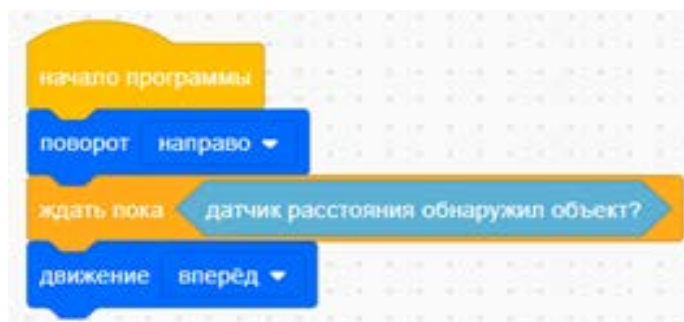 начало программы
поворот направо
ждать пока датчик расстояния обнаружил объект?
движение вперёд